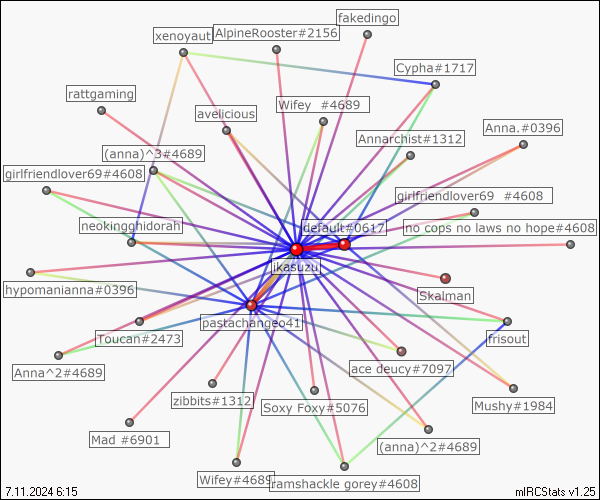 fakedingo
AlpineRooster#2156
xenoyaut
Cypha#1717
rattgaming
Wifey  #4689
avelicious
Anna.#0396
Annarchist#1312
(anna)^3#4689
girlfriendlover69#4608
girlfriendlover69  #4608
neokingghidorah
default#0617
no cops no laws no hope#4608
jkasuzu
hypomanianna#0396
Skalman
pastachangeo41
Toucan#2473
frisout
Anna^2#4689
ace deucy#7097
zibbits#1312
Soxy Foxy#5076
Mushy#1984
Mad #6901
(anna)^2#4689
Wifey#4689
ramshackle gorey#4608
7.11.2024 6:15
mIRCStats v1.25